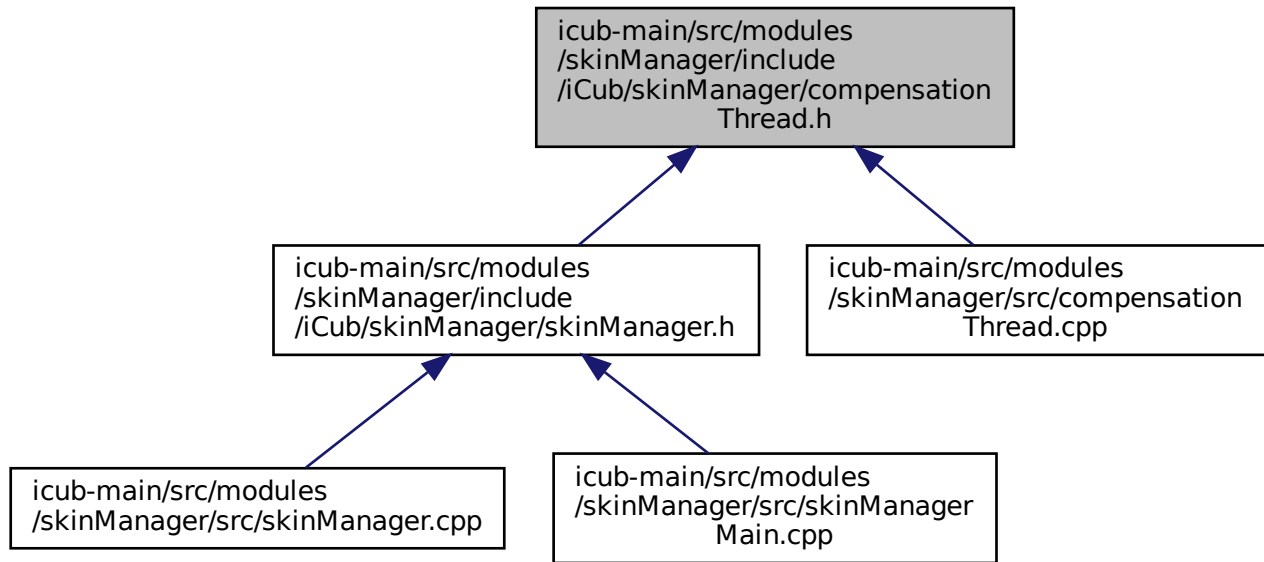 icub-main/src/modules
/skinManager/include
/iCub/skinManager/compensation
Thread.h
icub-main/src/modules
/skinManager/include
/iCub/skinManager/skinManager.h
icub-main/src/modules
/skinManager/src/compensation
Thread.cpp
icub-main/src/modules
/skinManager/src/skinManager.cpp
icub-main/src/modules
/skinManager/src/skinManager
Main.cpp